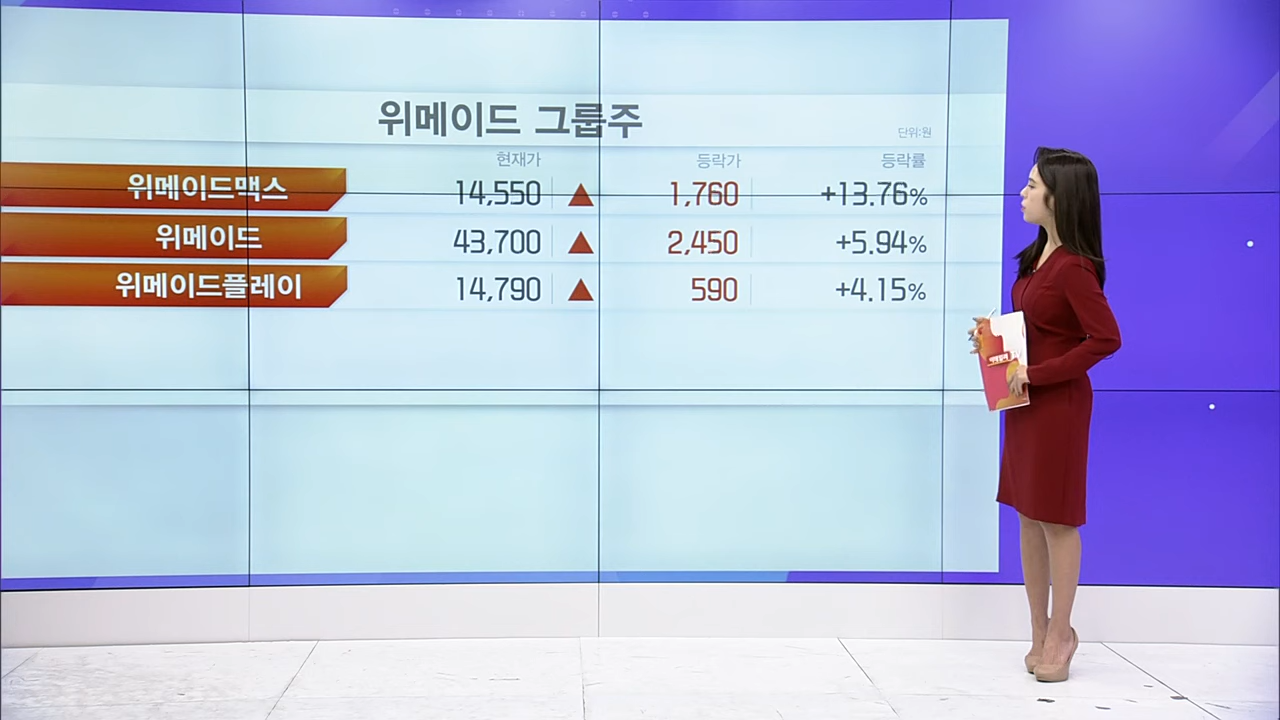 위메이드 그룹주
단위:원
현재가 등락가 등락률
위메이드맥스 14,550 ▲ 1,760 +13.76%
위메이드 43,700 ▲ 2,450 +5.94%
위메이드플레이 14,790 ▲ 590 +4.15%